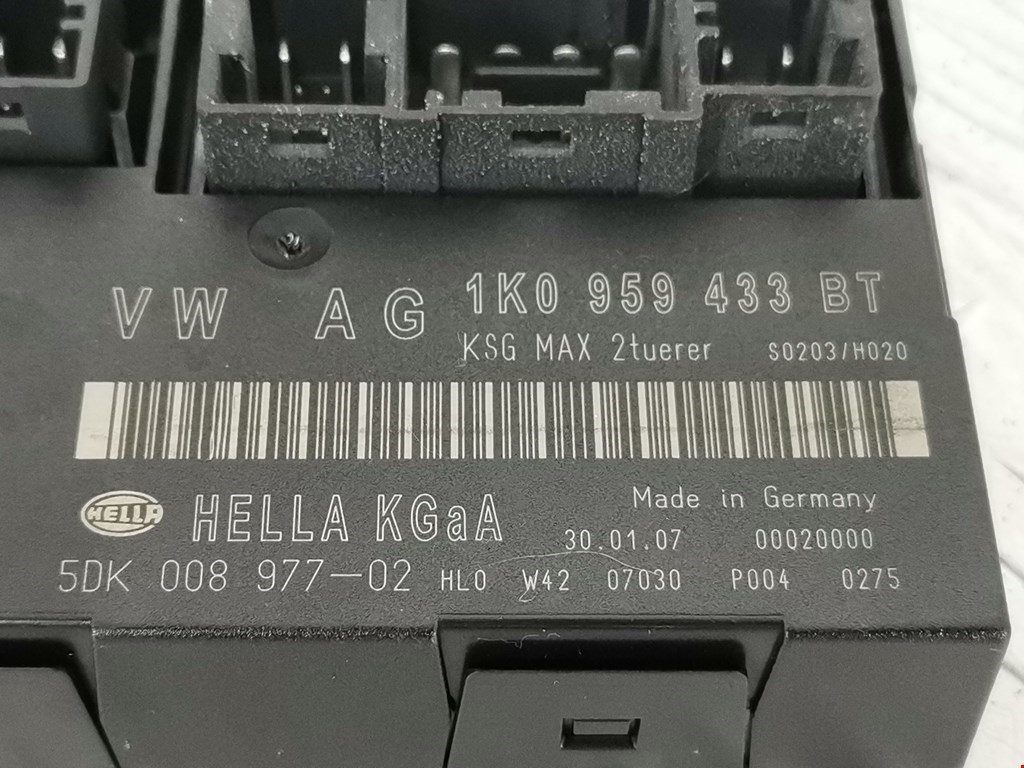 VW AG 1K0 959 433 BT
KSG MAX 2tuerer S0203/H020
HELLA HELLA KGaA Made in Germany
30.01.07 00020000
5DK 008 977-02 HL0 W42 07030 P004 0275